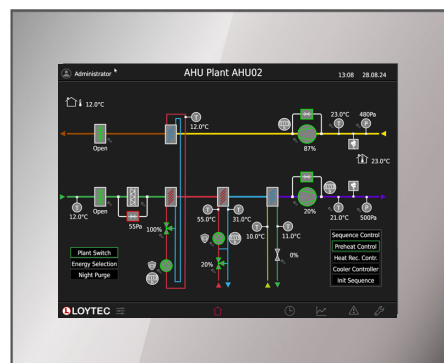 Administrator
AHU Plant AHU02
13:08 28.08.24
12.0°C
T
12.0°C
T
23.0°C
P
480Pa
Open
87%
23.0°C
T
12.0°C
Open
55Pa
T
55.0°C
T
31.0°C
20%
T
21.0°C
P
500Pa
100%
T
10.0°C
T
11.0°C
0%
20%
Plant Switch
Energy Selection
Night Purge
Sequence Control
Preheat Control
Heat Rec. Contr.
Cooler Controller
Init Sequence
LOYTEC